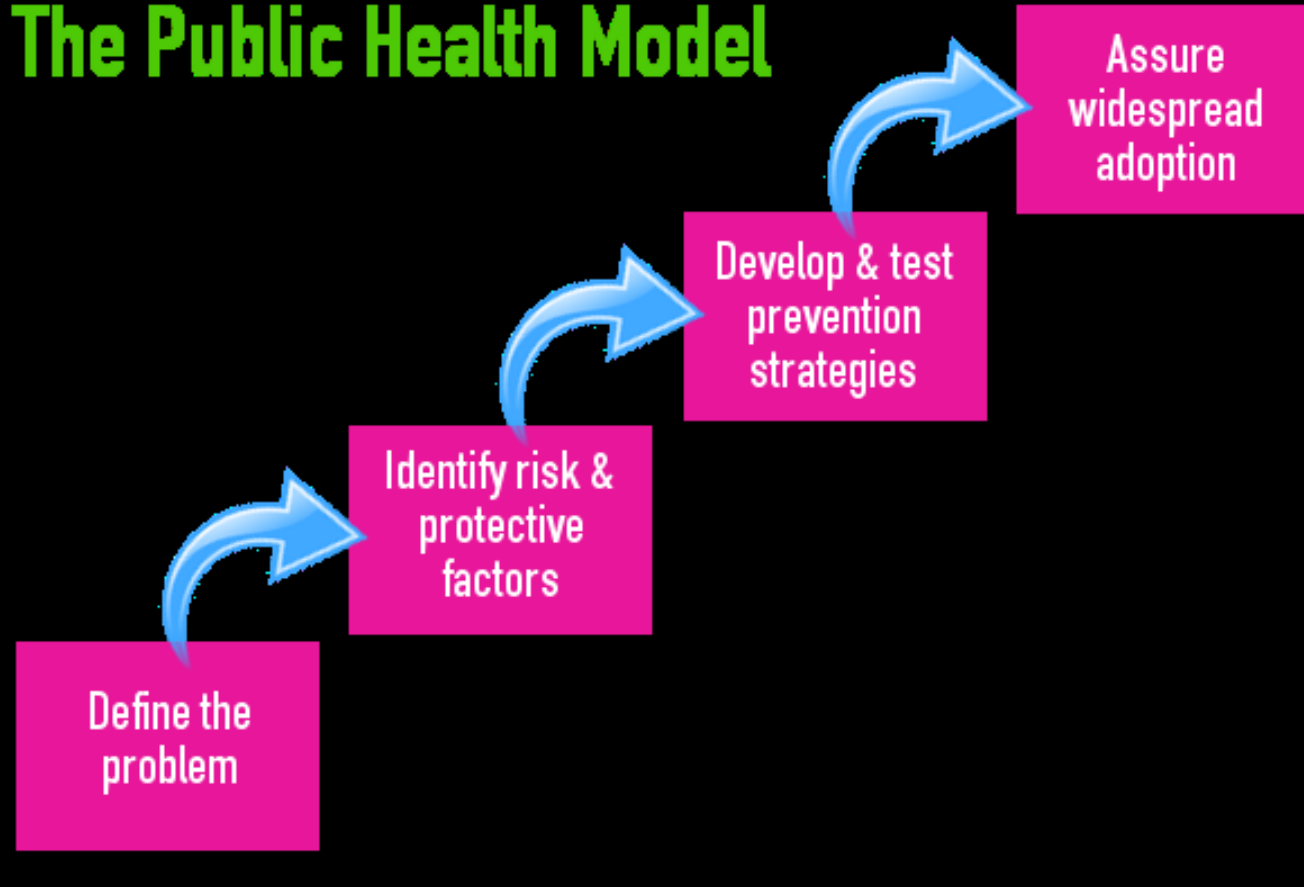 The Public Health Model
Assure
widespread
adoption
Develop & test
prevention
strategies
Identify risk &
protective
factors
Define the
problem